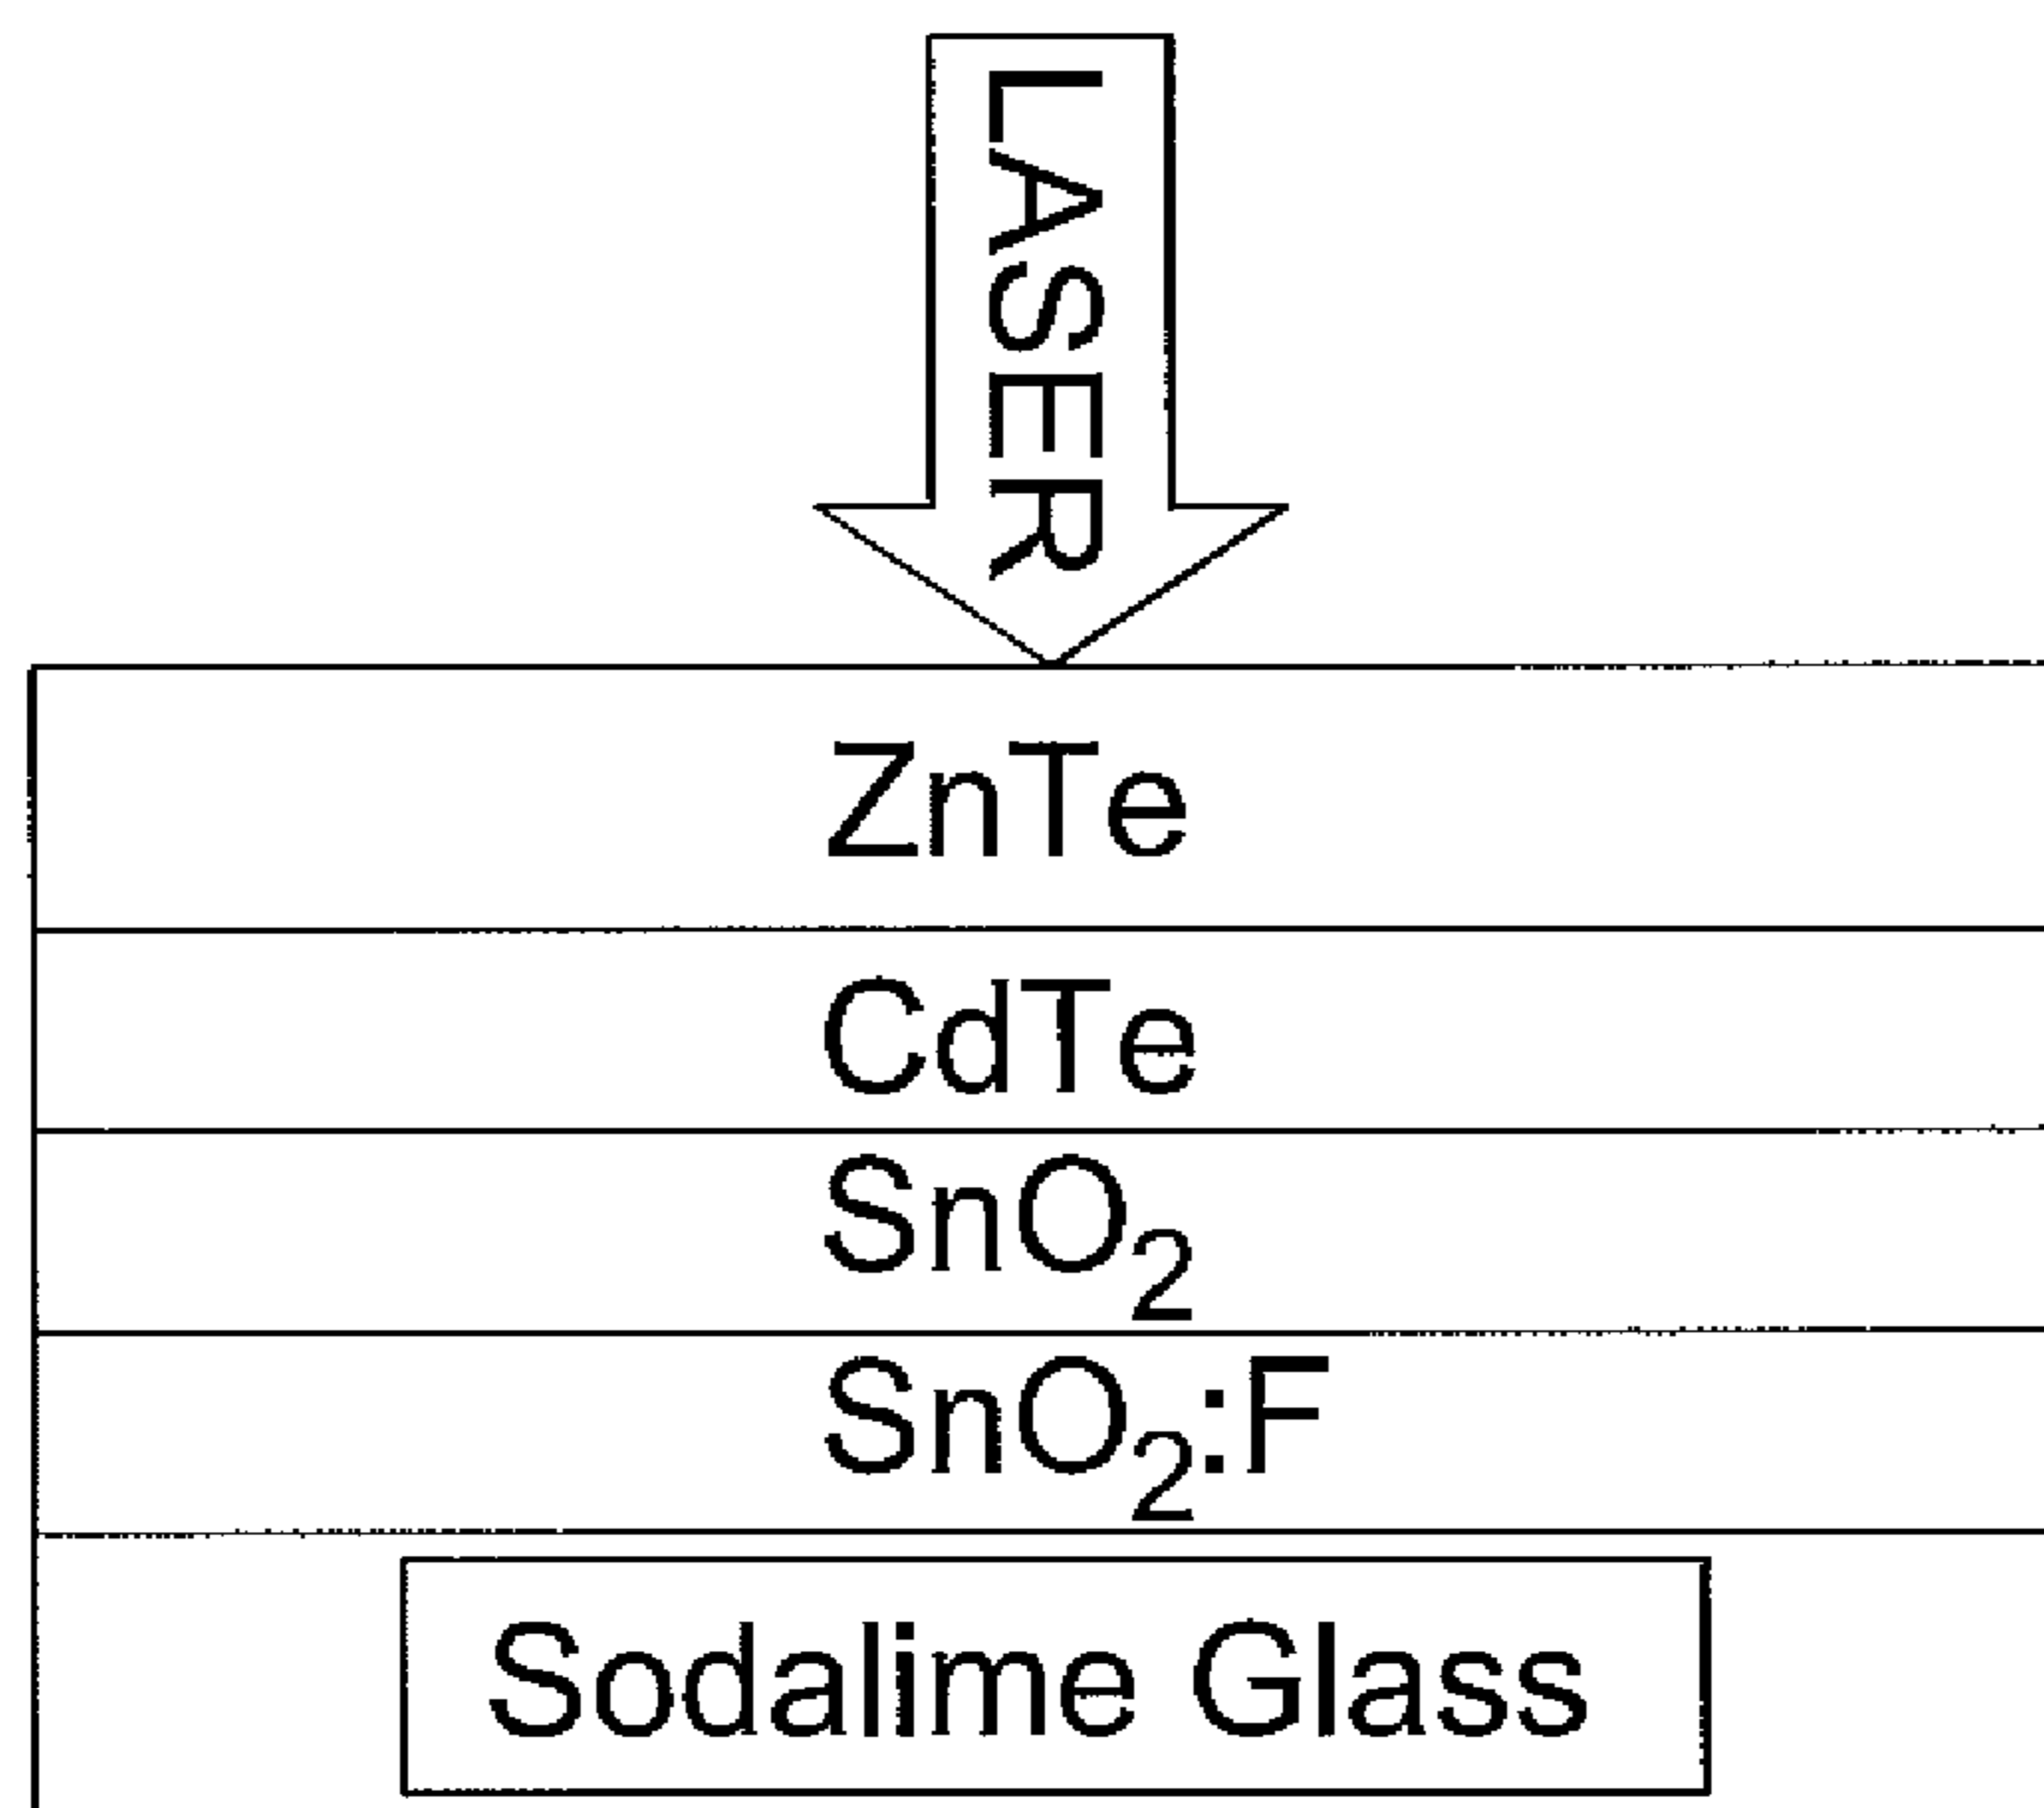 LASER
ZnTe
CdTe
SnO₂
SnO₂:F
Sodalime Glass